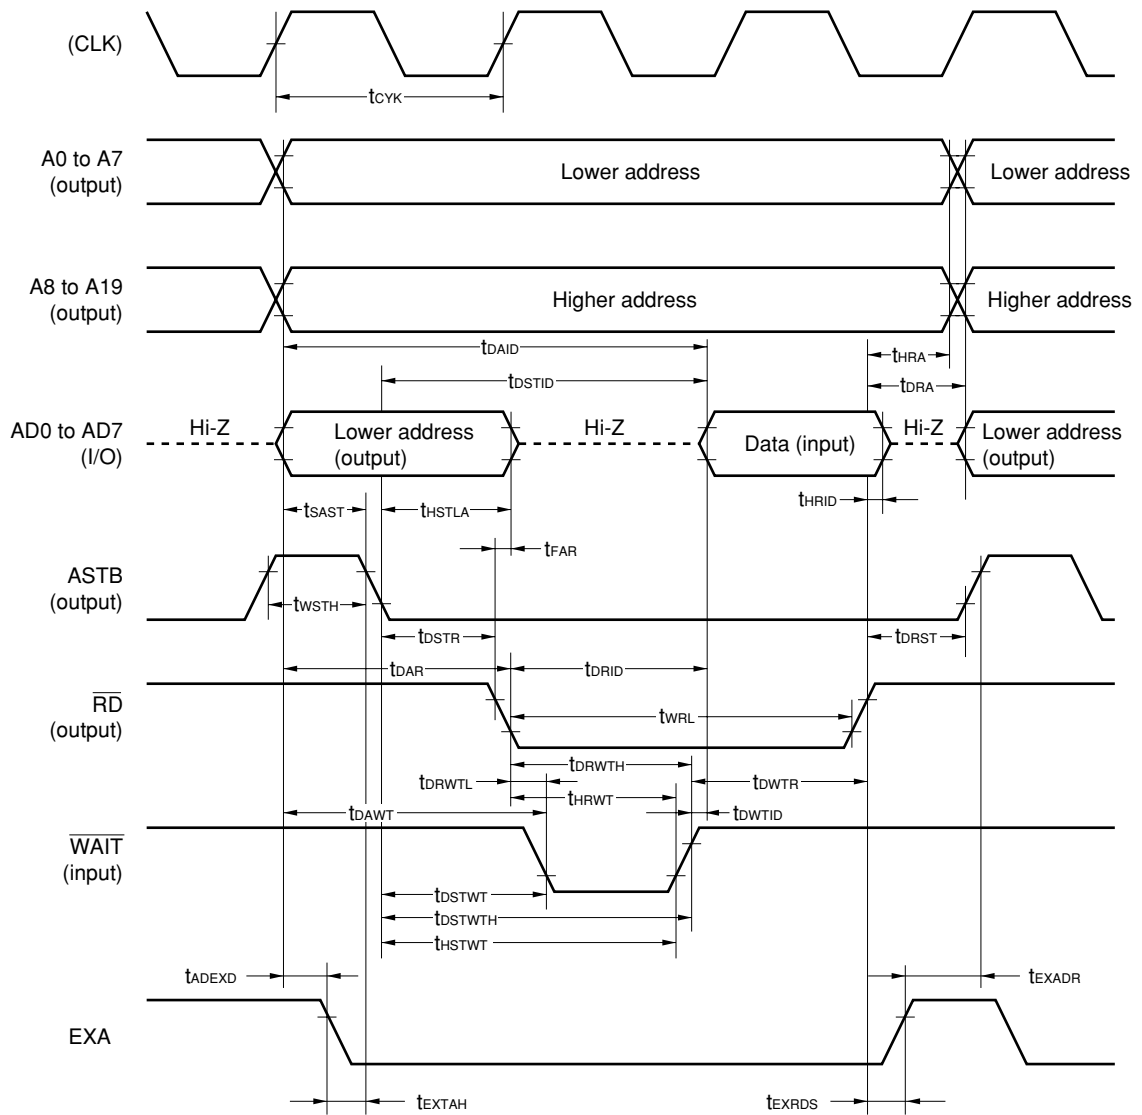 (CLK)
tCYK
A0 to A7
(output)
Lower address
Lower address
A8 to A19
(output)
Higher address
Higher address
tDAID
tHRA
tDSTID
tDRA
AD0 to AD7
(I/O)
Hi-Z
Lower address
(output)
Hi-Z
Data (input)
Hi-Z
Lower address
(output)
tSAST
tHSTLA
tHRID
tFAR
ASTB
(output)
tWSTH
tDSTR
tDRST
tDAR
tDRID
RD
(output)
tWRL
tDRWTH
tDRWTL
tDWTR
tHRWT
tDAWT
tDWTID
WAIT
(input)
tDSTWT
tDSTWTH
tHSTWT
tADEXD
tEXADR
EXA
tEXTAH
tEXRDS